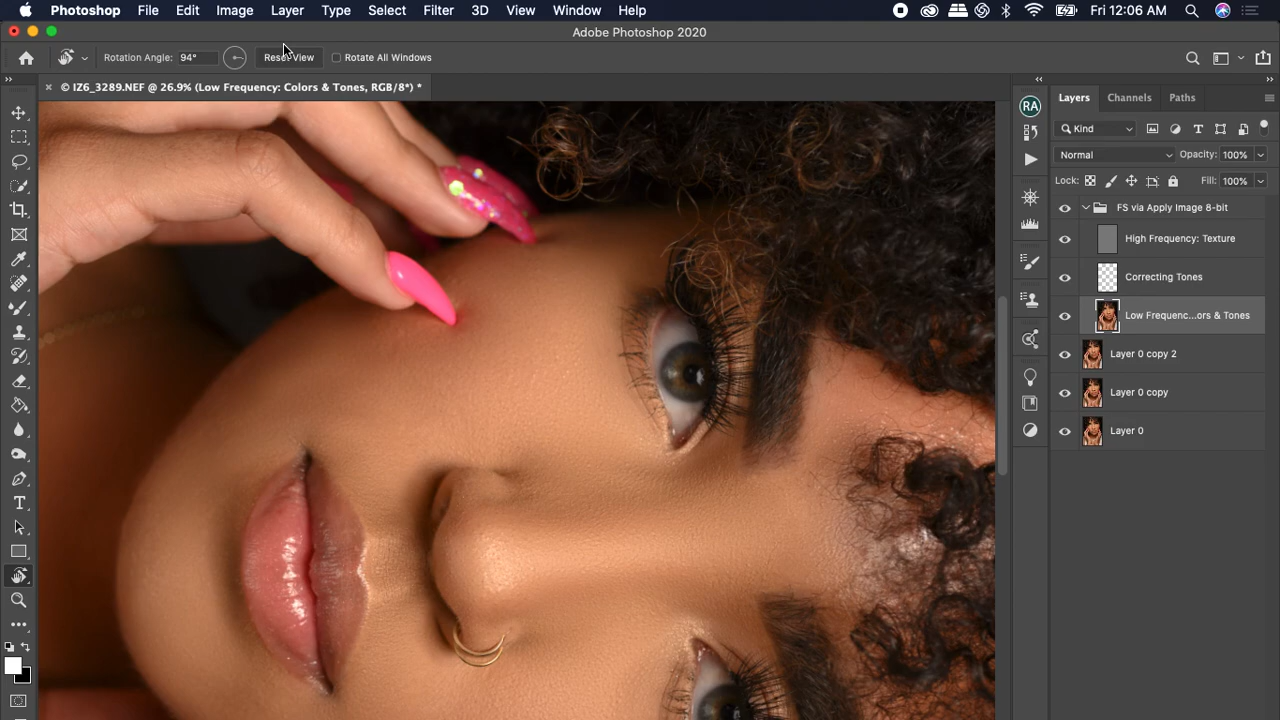 Photoshop File Edit Image Layer Type Select Filter 3D View Window Help Fri 12:06 AM
Adobe Photoshop 2020
Rotation Angle: 94° Reset View Rotate All Windows
© IZ6_3289.NEF @ 26.9% (Low Frequency: Colors & Tones, RGB/8*) *
Layers Channels Paths
RA
Kind
Normal Opacity: 100%
Lock: Fill: 100%
FS via Apply Image 8-bit
High Frequency: Texture
Correcting Tones
Low Frequenc...ors & Tones
Layer 0 copy 2
Layer 0 copy
Layer 0